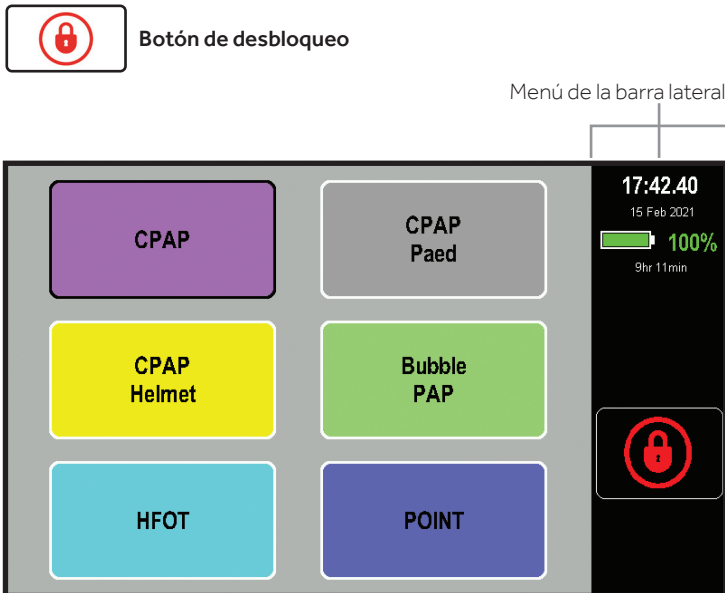 Botón de desbloqueo
Menú de la barra lateral
17:42.40
15 Feb 2021
100%
9hr 11min
CPAP
CPAP
Paed
CPAP
Helmet
Bubble
PAP
HFOT
POINT